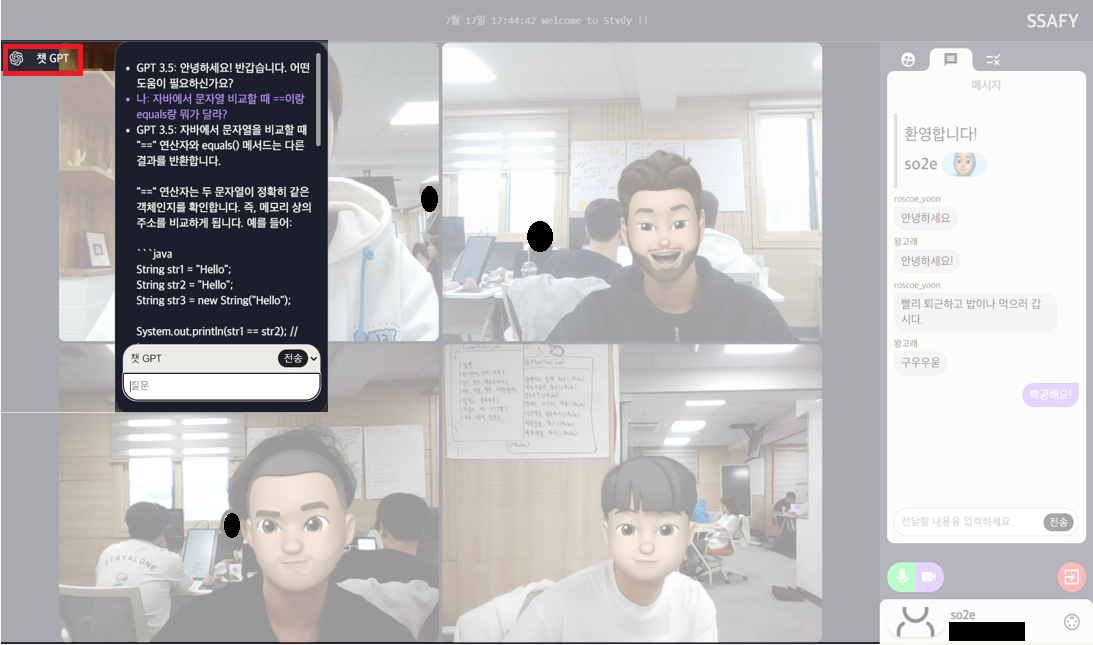 7월 17일 17:44:42 Welcome to Stvdy !!
SSAFY
챗 GPT
• GPT 3.5: 안녕하세요! 반갑습니다. 어떤
도움이 필요하신가요?
• 나: 자바에서 문자열 비교할 때 ==이랑
equals랑 뭐가 달라?
• GPT 3.5: 자바에서 문자열을 비교할 때
"==" 연산자와 equals() 메서드는 다른
결과를 반환합니다.
"==" 연산자는 두 문자열이 정확히 같은
객체인지를 확인합니다. 즉, 메모리 상의
주소를 비교하게 됩니다. 예를 들어:
```java
String str1 = "Hello";
String str2 = "Hello";
String str3 = new String("Hello");
System.out.println(str1 == str2); //
챗 GPT
전송
질문
STAYALONE
메시지
환영합니다!
so2e
roscoe_yoon
안녕하세요
왕고래
안녕하세요!
roscoe_yoon
빨리 퇴근하고 밥이나 먹으러 갑
시다.
왕고래
구우우욷
빡공해요!
전달할 내용을 입력하세요.
전송
so2e